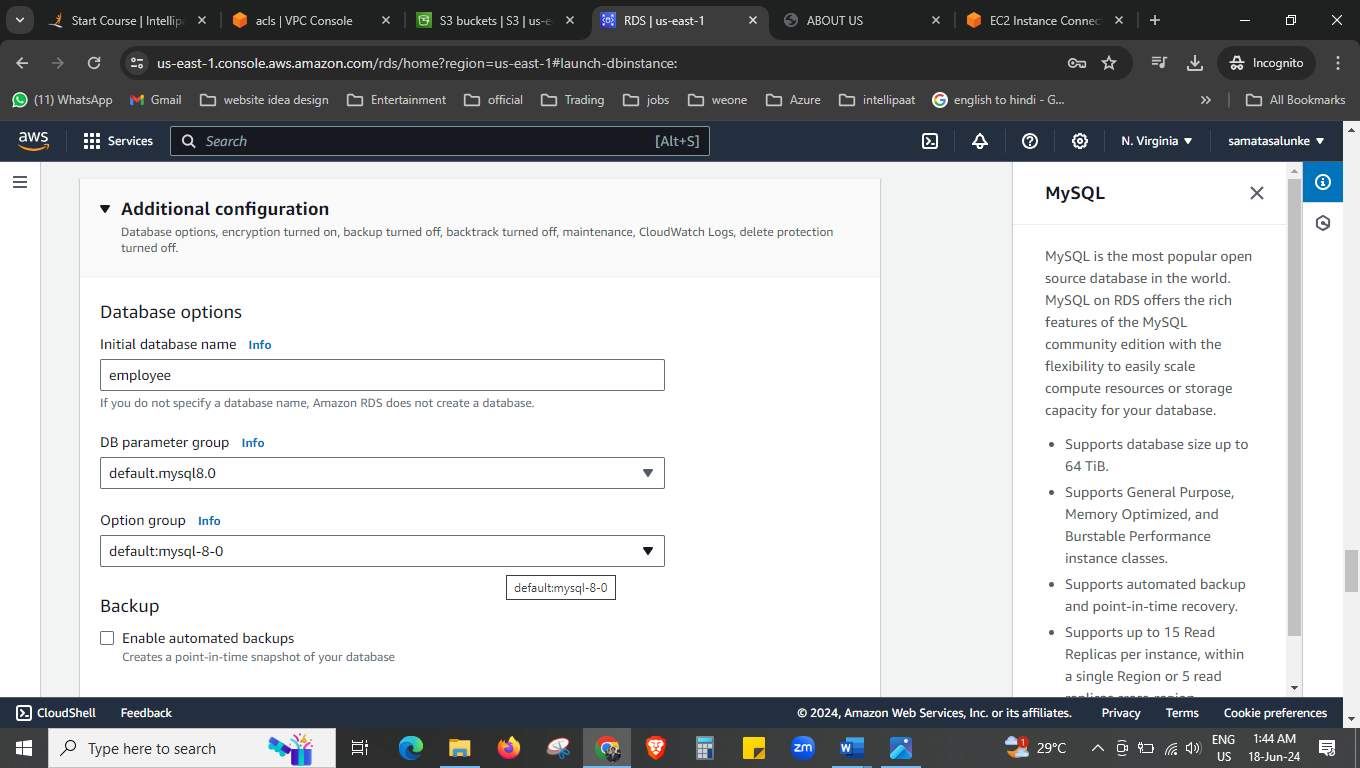 Start Course | Intellipa
acls | VPC Console
S3 buckets | S3 | us-e
RDS | us-east-1
ABOUT US
EC2 Instance Connec
us-east-1.console.aws.amazon.com/rds/home?region=us-east-1#launch-dbinstance:
Incognito
(11) WhatsApp
Gmail
website idea design
Entertainment
official
Trading
jobs
weone
Azure
intellipaat
english to hindi - G...
All Bookmarks
aws
Services
Search
[Alt+S]
N. Virginia
samatasalunke
Additional configuration
Database options, encryption turned on, backup turned off, backtrack turned off, maintenance, CloudWatch Logs, delete protection
turned off.
Database options
Initial database name Info
employee
If you do not specify a database name, Amazon RDS does not create a database.
DB parameter group Info
default.mysql8.0
Option group Info
default:mysql-8-0
default:mysql-8-0
Backup
Enable automated backups
Creates a point-in-time snapshot of your database
MySQL
MySQL is the most popular open
source database in the world.
MySQL on RDS offers the rich
features of the MySQL
community edition with the
flexibility to easily scale
compute resources or storage
capacity for your database.
• Supports database size up to
64 TiB.
• Supports General Purpose,
Memory Optimized, and
Burstable Performance
instance classes.
• Supports automated backup
and point-in-time recovery.
• Supports up to 15 Read
Replicas per instance, within
a single Region or 5 read
replicas cross-region.
CloudShell
Feedback
© 2024, Amazon Web Services, Inc. or its affiliates.
Privacy
Terms
Cookie preferences
Type here to search
zm
1
29°C
ENG
US
1:44 AM
18-Jun-24